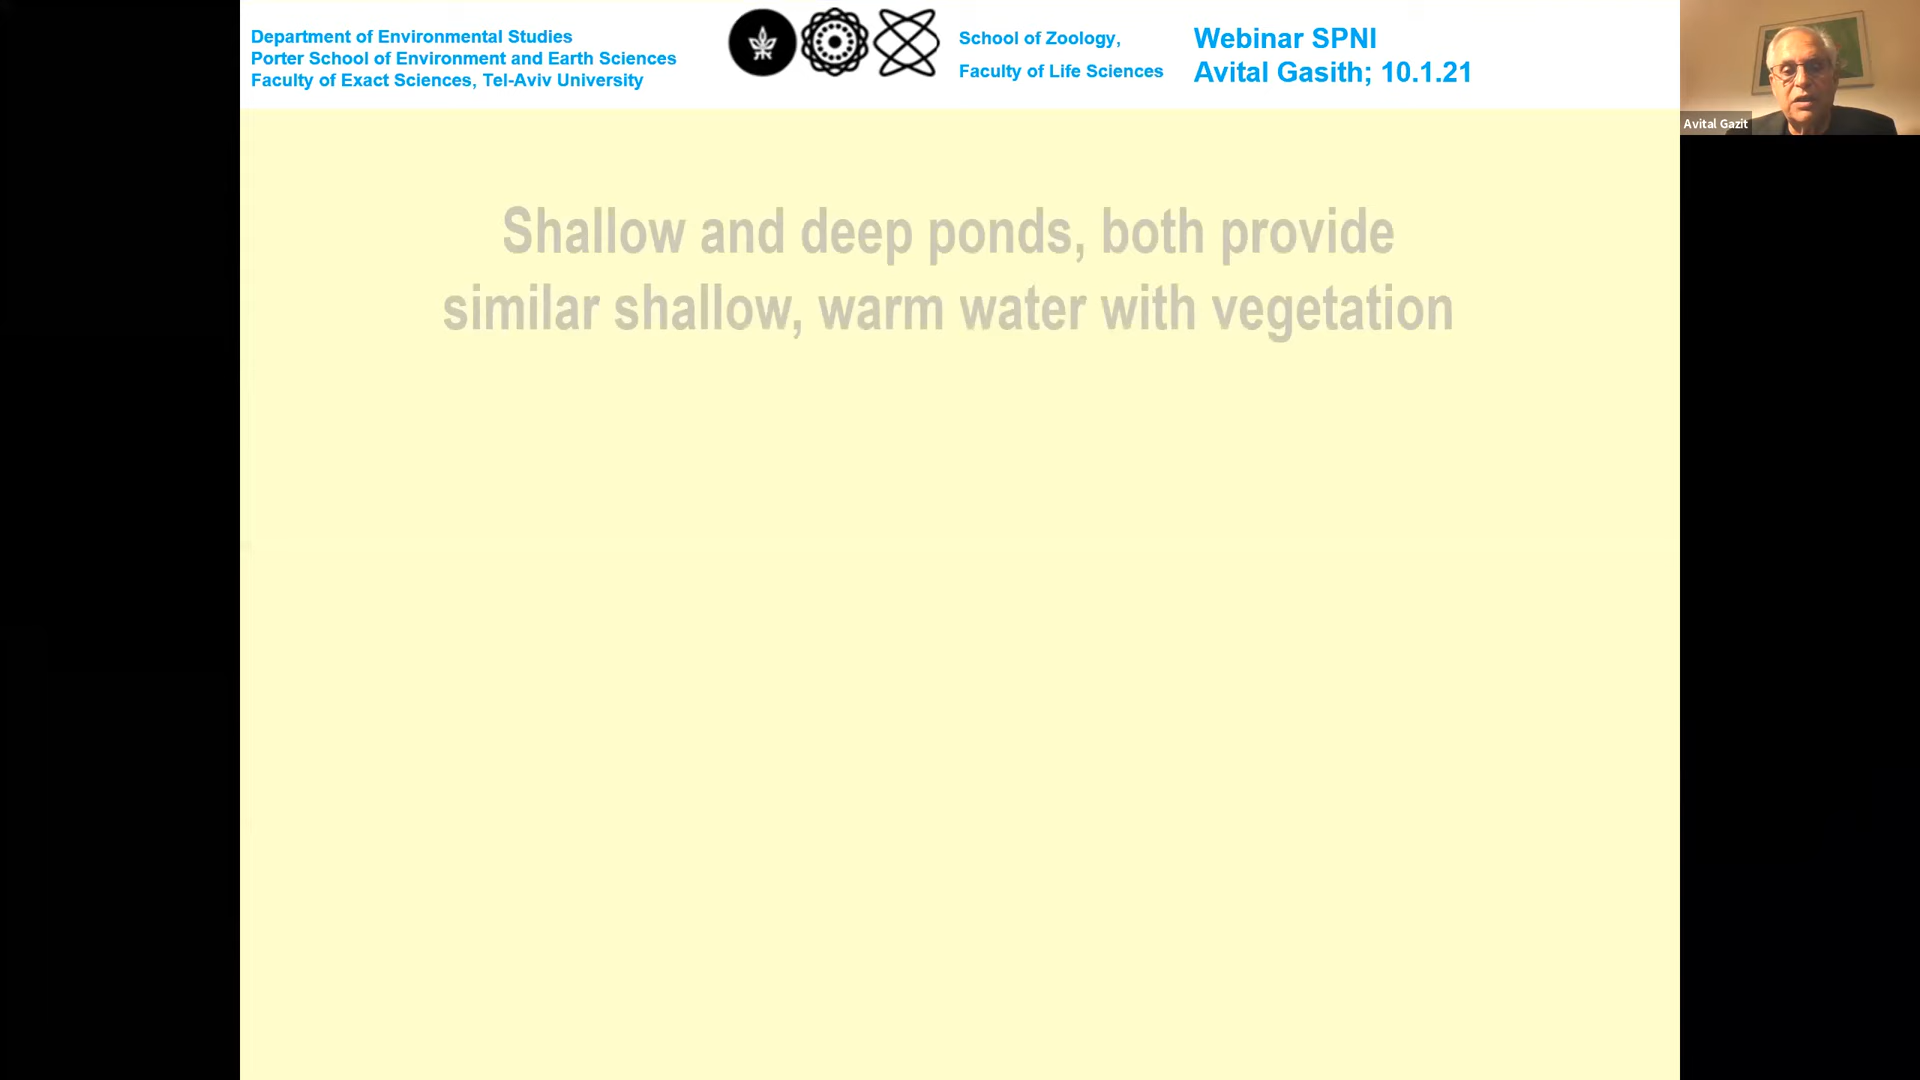 Department of Environmental Studies
Porter School of Environment and Earth Sciences
Faculty of Exact Sciences, Tel-Aviv University
School of Zoology,
Faculty of Life Sciences
Webinar SPNI
Avital Gasith; 10.1.21
Avital Gazit
Shallow and deep ponds, both provide
similar shallow, warm water with vegetation